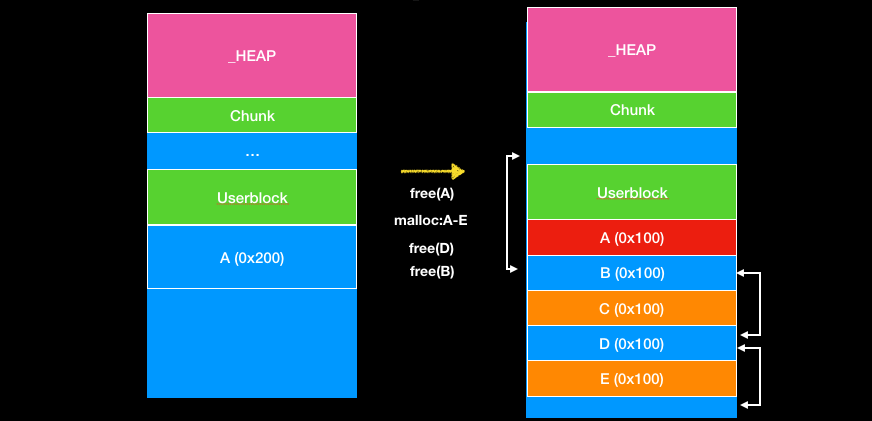 _HEAP
Chunk
...
Userblock
A (0x200)
free(A)
malloc:A-E
free(D)
free(B)
_HEAP
Chunk
Userblock
A (0x100)
B (0x100)
C (0x100)
D (0x100)
E (0x100)